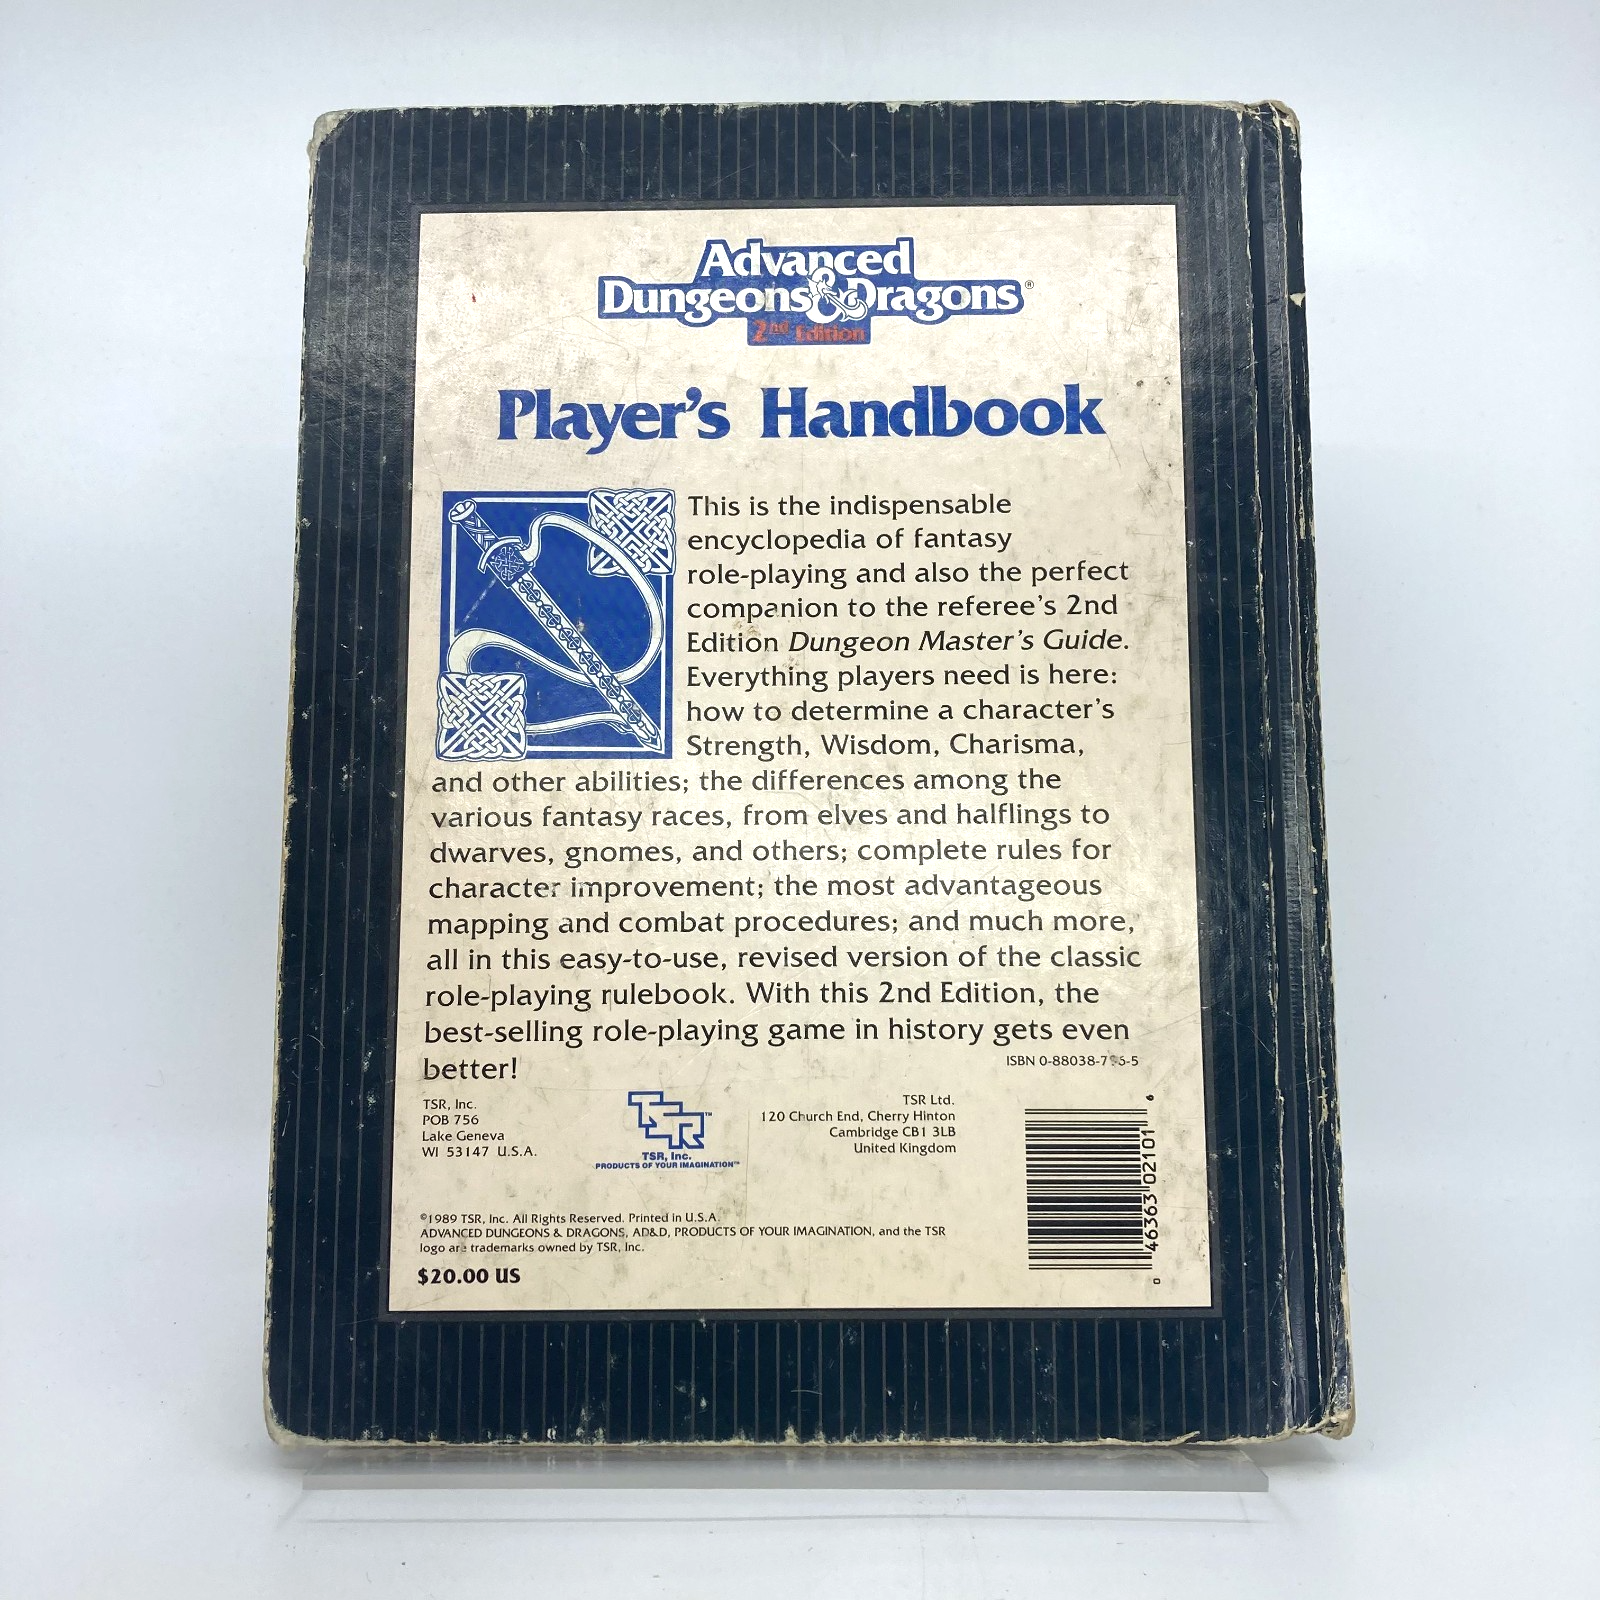 Advanced
Dungeons & Dragons®
2nd Edition
Player's Handbook
This is the indispensable
encyclopedia of fantasy
role-playing and also the perfect
companion to the referee's 2nd
Edition Dungeon Master's Guide.
Everything players need is here:
how to determine a character's
Strength, Wisdom, Charisma,
and other abilities; the differences among the
various fantasy races, from elves and halflings to
dwarves, gnomes, and others; complete rules for
character improvement; the most advantageous
mapping and combat procedures; and much more,
all in this easy-to-use, revised version of the classic
role-playing rulebook. With this 2nd Edition, the
best-selling role-playing game in history gets even
better!
ISBN
TSR, Inc.
POB 756
Lake Geneva
WI 53147 U.S.A.
TSR™
TSR, Inc.
PRODUCTS OF YOUR IMAGINATION™
TSR Ltd.
120 Church End, Cherry Hinton
Cambridge CB1 3LB
United Kingdom
0 46363 02101 6
©1989 TSR, Inc. All Rights Reserved. Printed in U.S.A.
ADVANCED DUNGEONS & DRAGONS, AD&D, PRODUCTS OF YOUR IMAGINATION, and the TSR
logo are trademarks owned by TSR, Inc.
$20.00 US